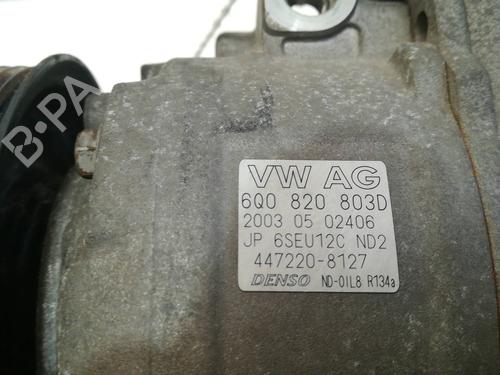 B-PA
VW AG
6Q0 820 803D
2003 05 02406
JP 6SEU12C ND2
447220-8127
DENSO ND-OIL8 R134a